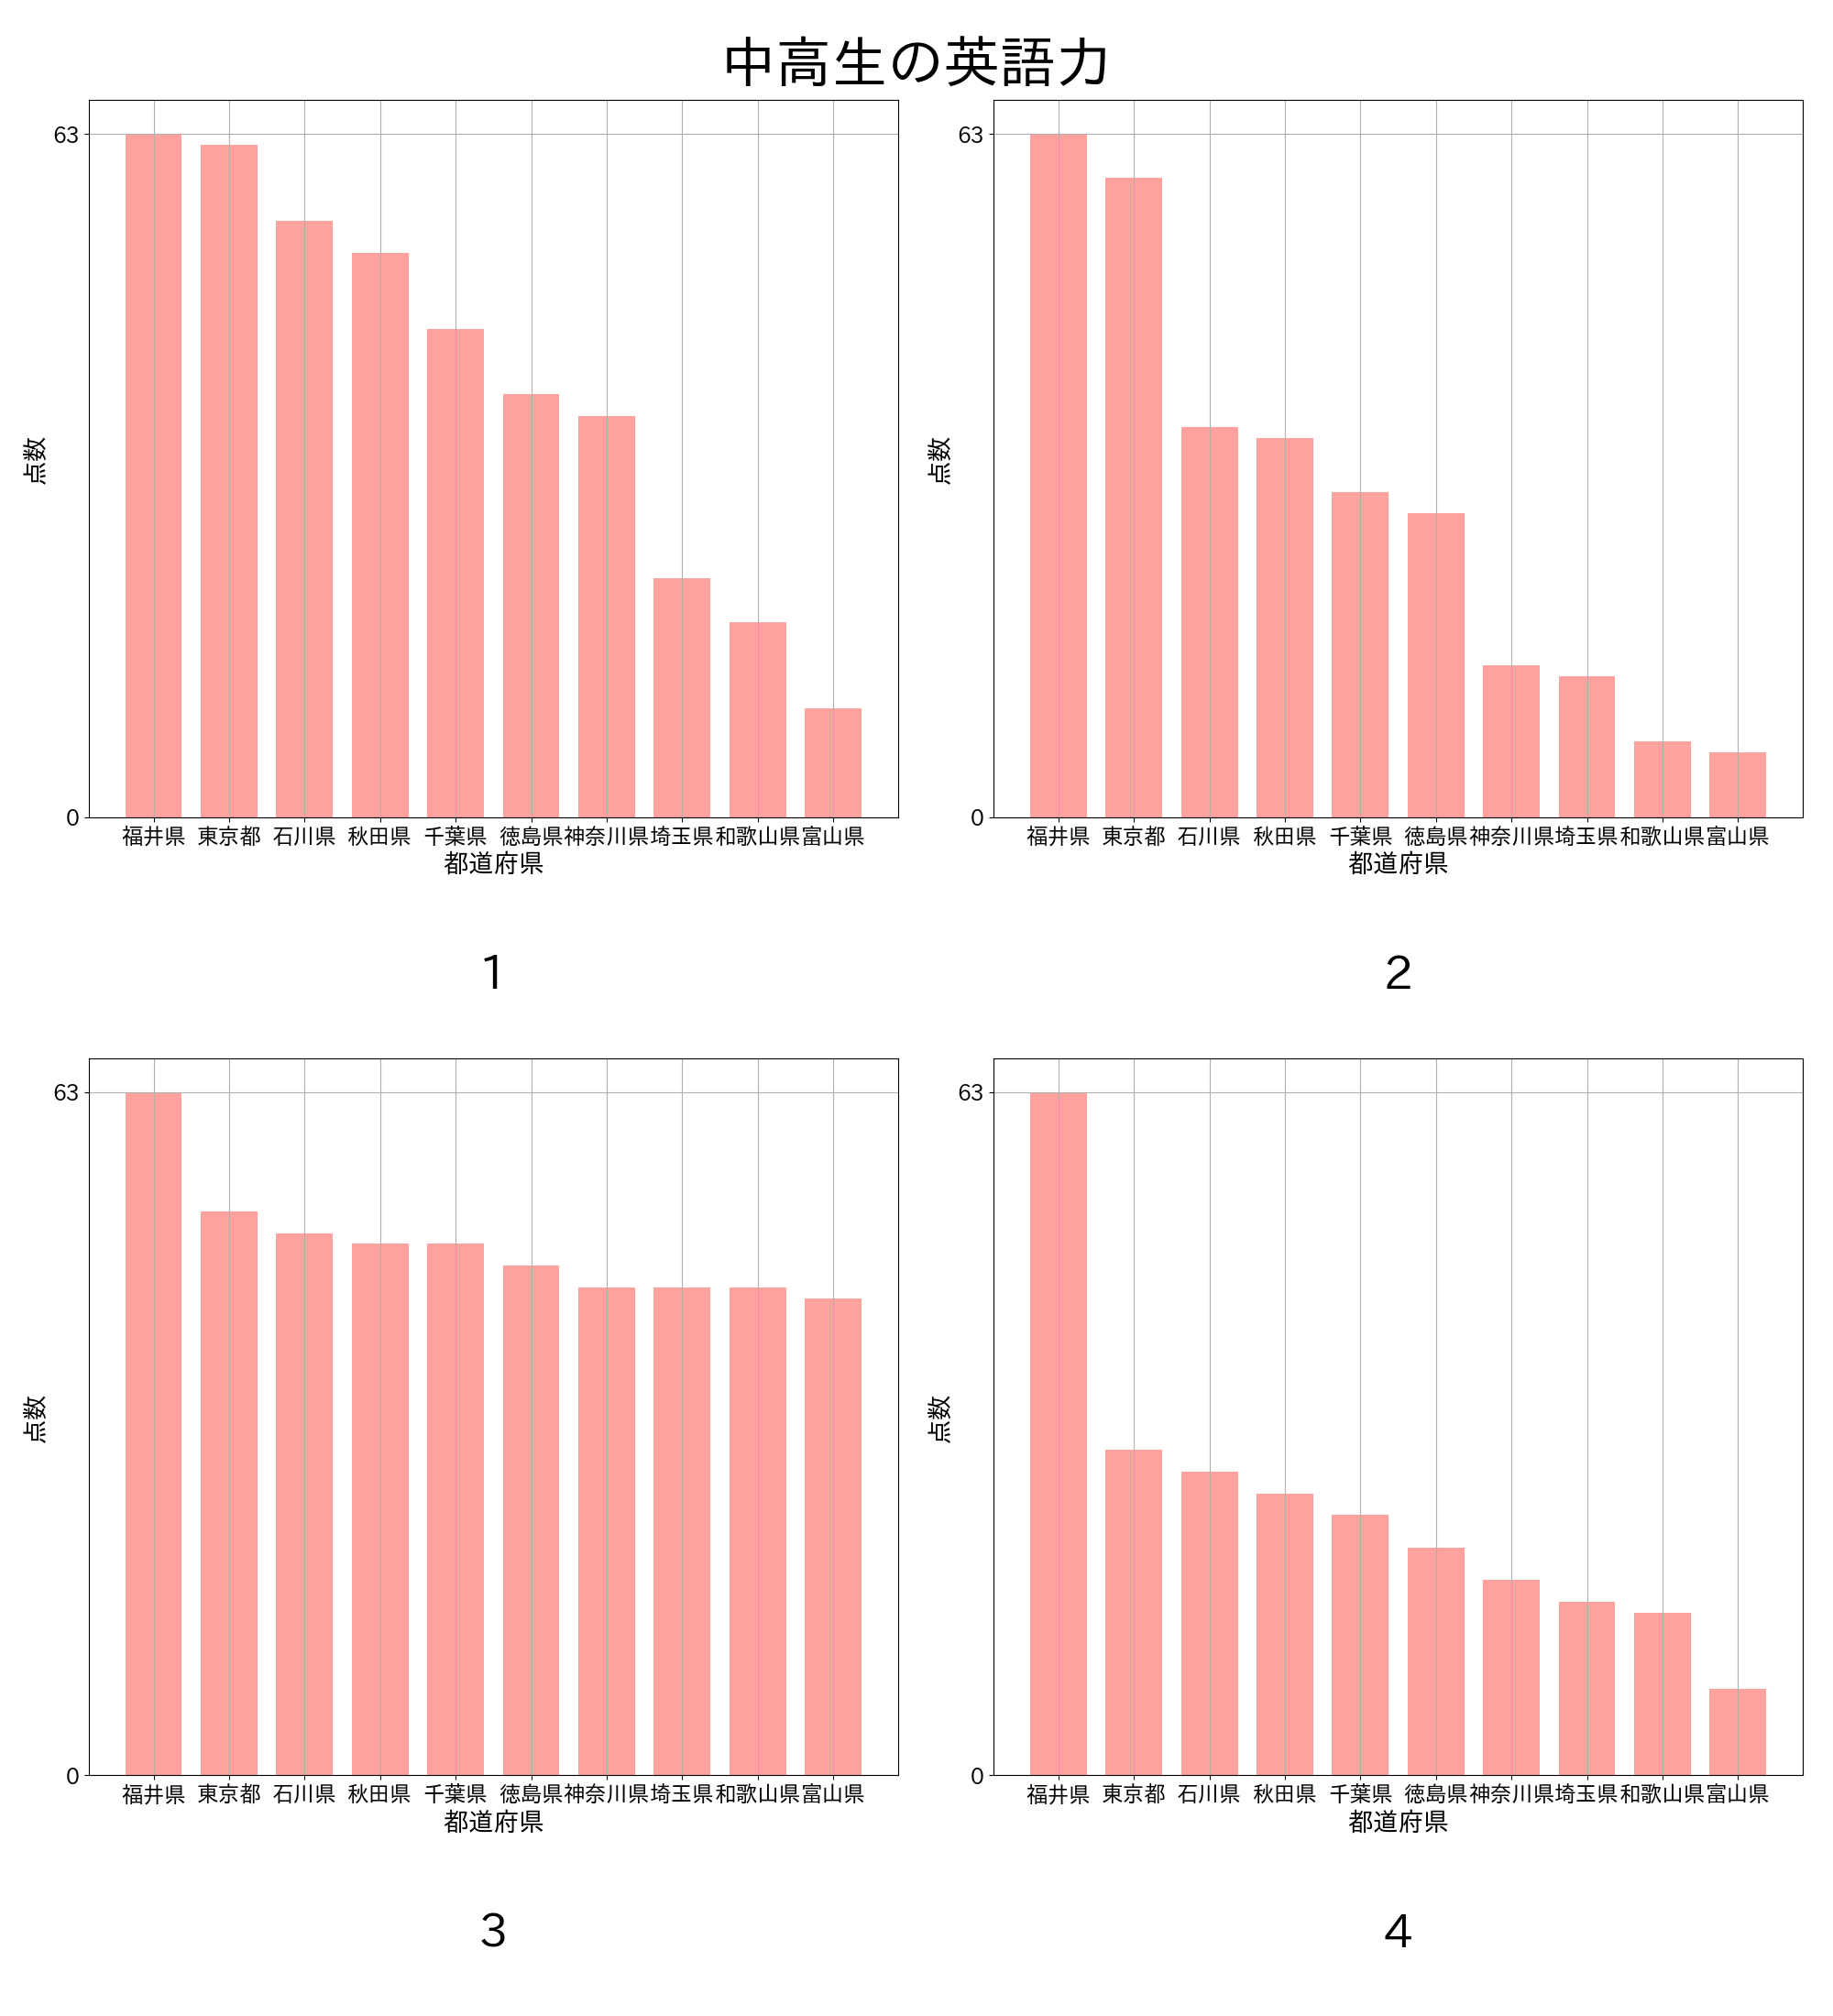 中高生の英語力
63
0
点数
福井県 東京都 石川県 秋田県 千葉県 徳島県 神奈川県 埼玉県 和歌山県 富山県
都道府県
1
63
0
点数
福井県 東京都 石川県 秋田県 千葉県 徳島県 神奈川県 埼玉県 和歌山県 富山県
都道府県
2
63
0
点数
福井県 東京都 石川県 秋田県 千葉県 徳島県 神奈川県 埼玉県 和歌山県 富山県
都道府県
3
63
0
点数
福井県 東京都 石川県 秋田県 千葉県 徳島県 神奈川県 埼玉県 和歌山県 富山県
都道府県
4